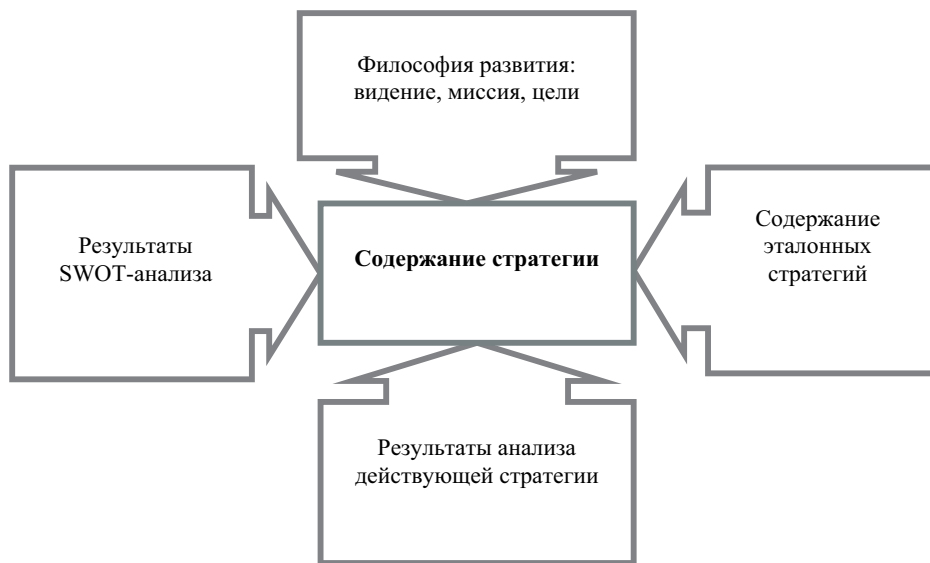 Философия развития:
видение, миссия, цели
Результаты
SWOT-анализа
Содержание стратегии
Содержание
эталонных
стратегий
Результаты анализа
действующей стратегии